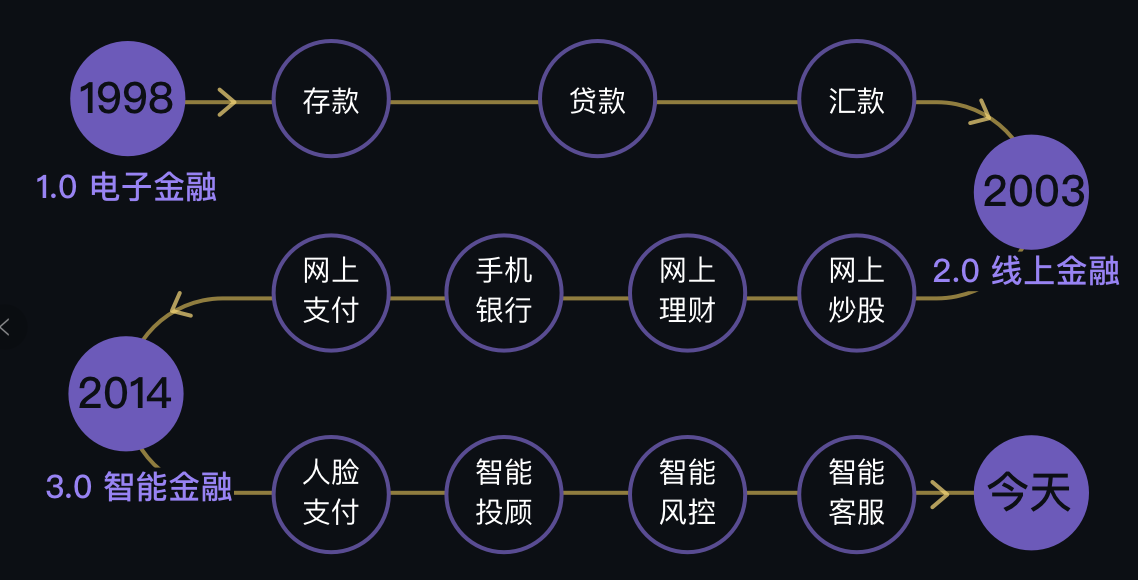 1998
存款
贷款
汇款
1.0 电子金融
2003
2.0 线上金融
网上
炒股
网上
理财
手机
银行
网上
支付
2014
3.0 智能金融
人脸
支付
智能
投顾
智能
风控
智能
客服
今天